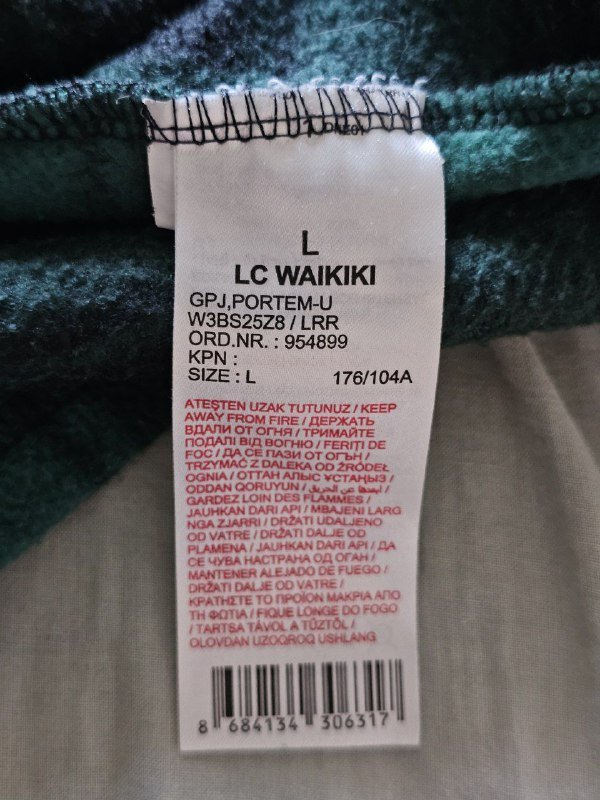 L
LC WAIKIKI
GPJ,PORTEM-U
W3BS25Z8 / LRR
ORD.NR. : 954899
KPN :
SIZE : L 176/104A
ATEŞTEN UZAK TUTUNUZ / KEEP
AWAY FROM FIRE / ДЕРЖАТЬ
ВДАЛИ ОТ ОГНЯ / ТРИМАЙТЕ
ПОДАЛІ ВІД ВОГНЮ / FERIȚI DE
FOC / ДА СЕ ПАЗИ ОТ ОГЪН /
TRZYMAĆ Z DALEKA OD ŹRÓDEŁ
OGNIA / ОТТАН АЛЫС ҰСТАҢЫЗ /
ODDAN QORUYUN / أبعدها عن الحريق /
GARDEZ LOIN DES FLAMMES /
JAUHKAN DARI API / MBAJENI LARG
NGA ZJARRI / DRŽATI UDALJENO
OD VATRE / DRŽATI DALJE OD
PLAMENA / JAUHKAN DARI API / ДА
СЕ ЧУВА НАСТРАНА ОД ОГАН /
MANTENER ALEJADO DE FUEGO /
DRŽATI DALJE OD VATRE /
ΚΡΑΤΗΣΤΕ ΤΟ ΠΡΟΪΟΝ ΜΑΚΡΙΑ ΑΠΟ
ΤΗ ΦΩΤΙΑ / FIQUE LONGE DO FOGO
/ TARTSA TÁVOL A TŰZTŐL /
OLOVDAN UZOQROQ USHLANG
8 684134 306317